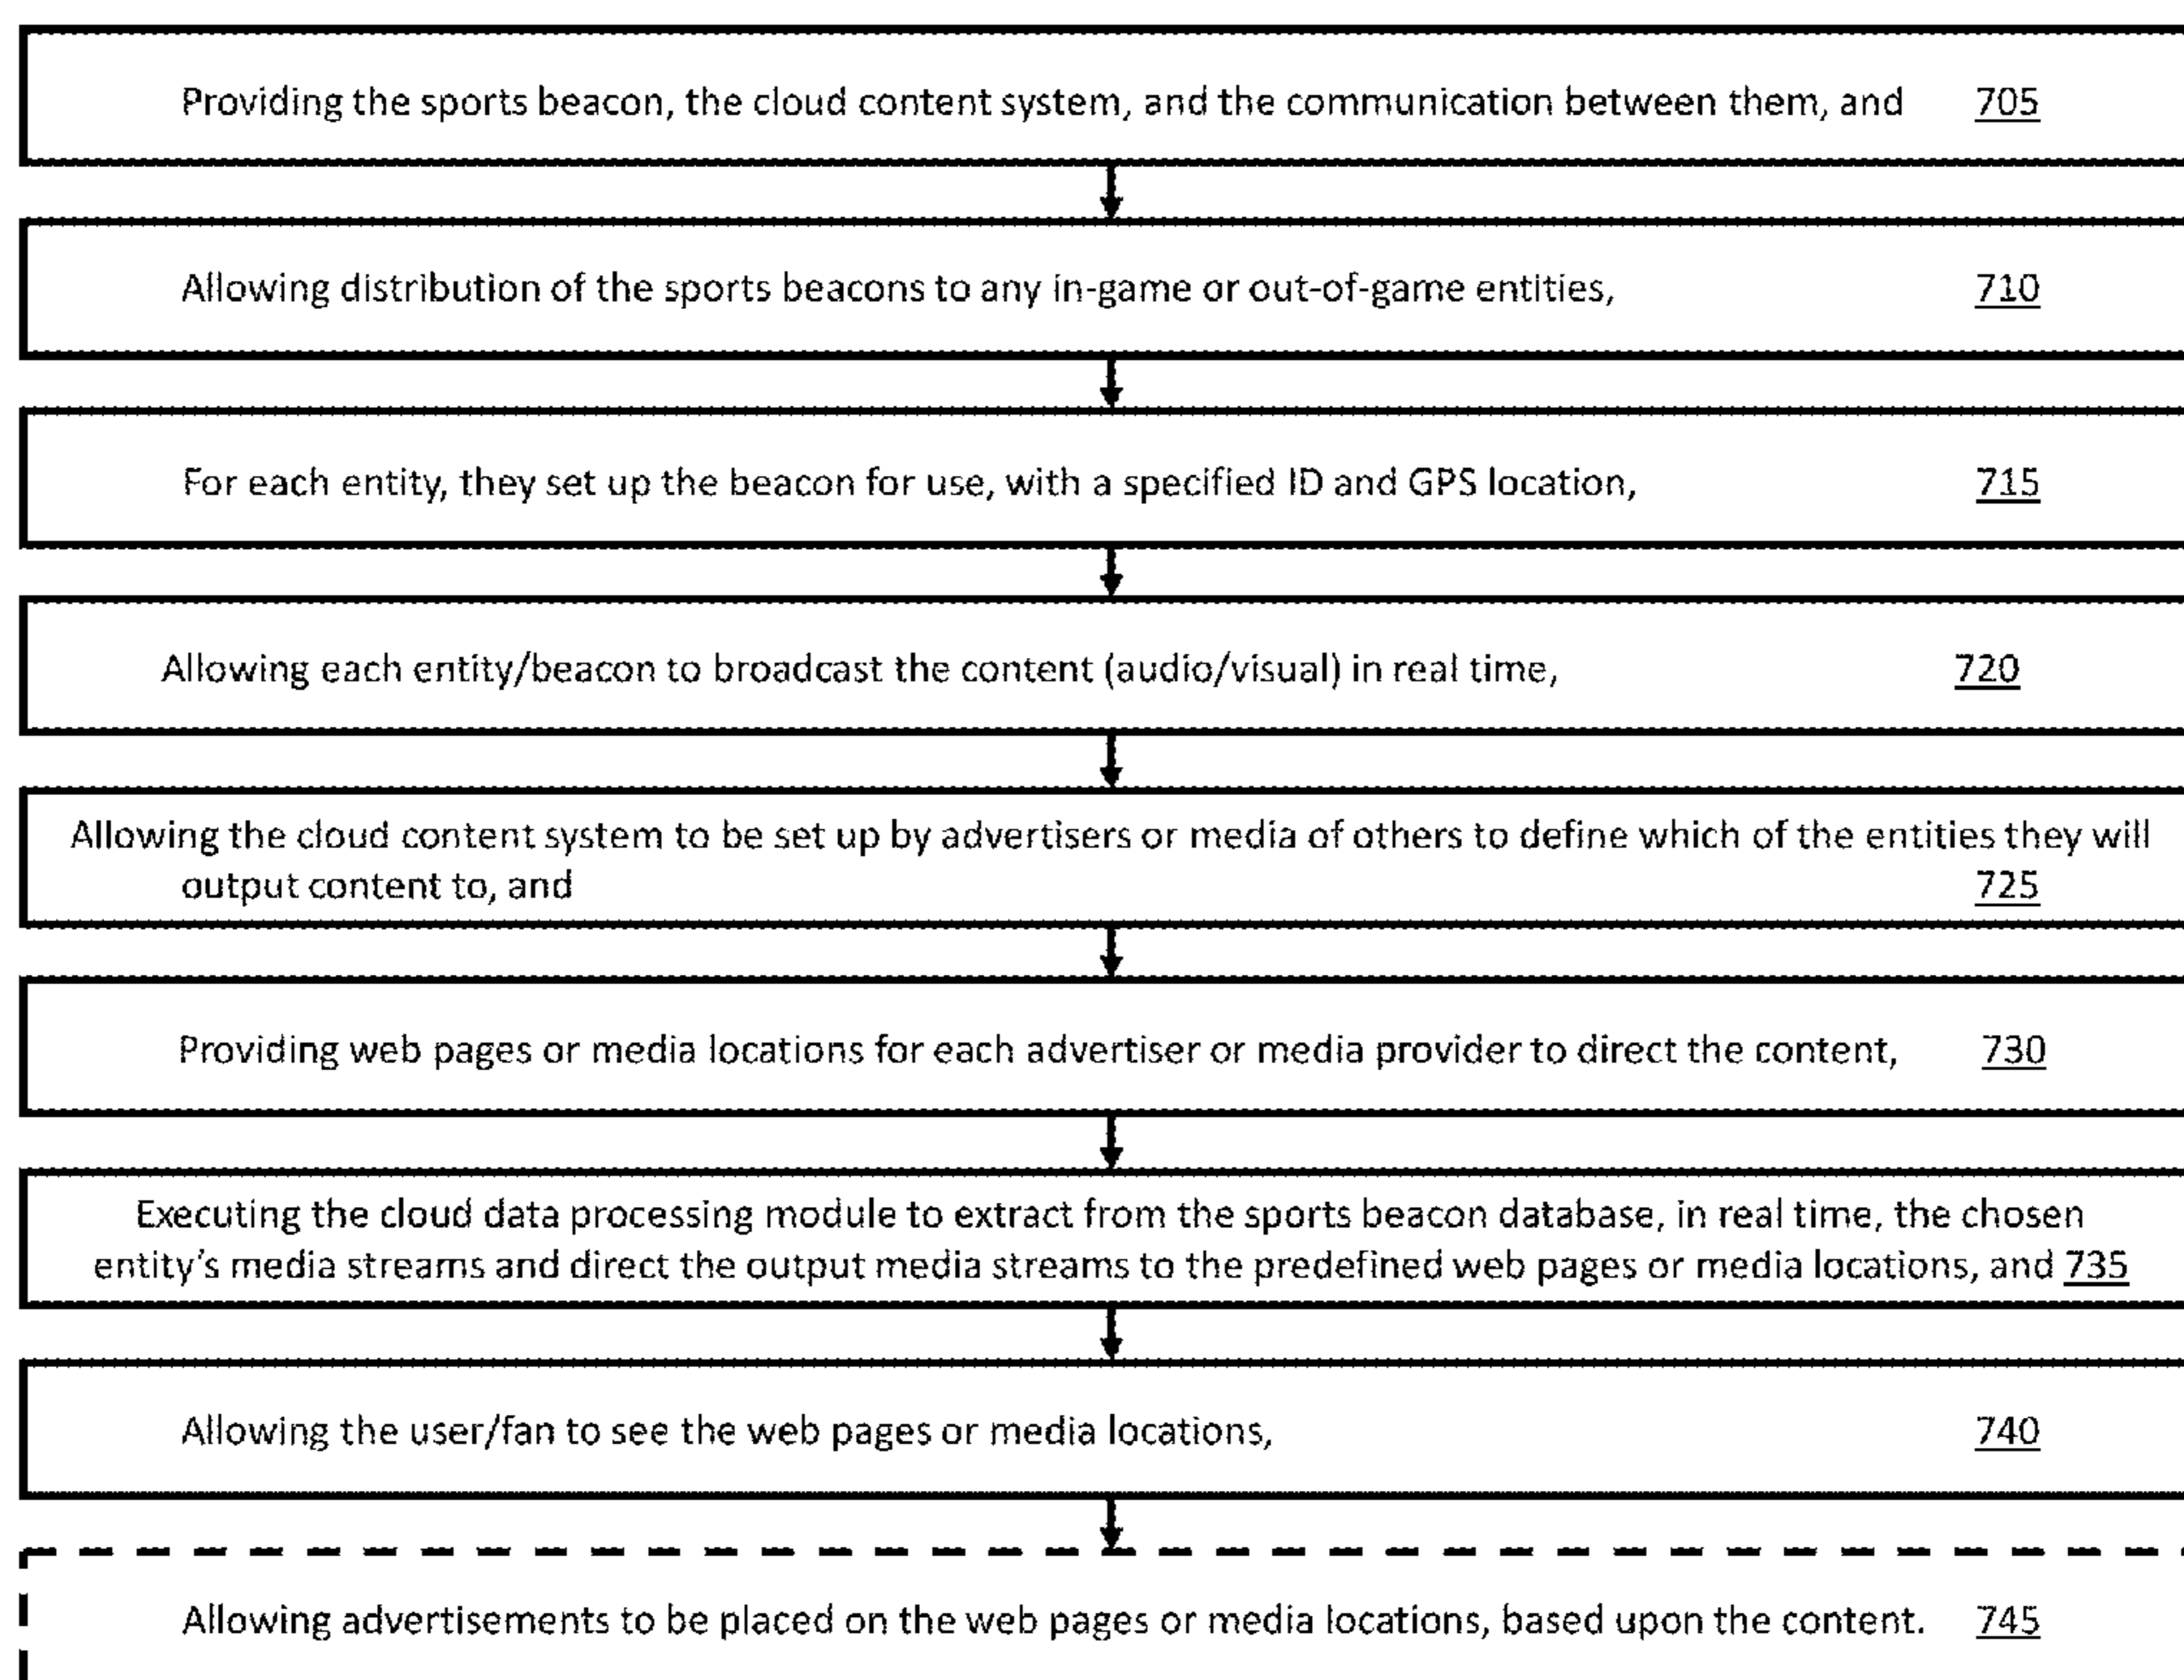 Providing the sports beacon, the cloud content system, and the communication between them, and 705
Allowing distribution of the sports beacons to any in-game or out-of-game entities, 710
For each entity, they set up the beacon for use, with a specified ID and GPS location, 715
Allowing each entity/beacon to broadcast the content (audio/visual) in real time, 720
Allowing the cloud content system to be set up by advertisers or media of others to define which of the entities they will
output content to, and 725
Providing web pages or media locations for each advertiser or media provider to direct the content, 730
Executing the cloud data processing module to extract from the sports beacon database, in real time, the chosen
entity's media streams and direct the output media streams to the predefined web pages or media locations, and 735
Allowing the user/fan to see the web pages or media locations, 740
Allowing advertisements to be placed on the web pages or media locations, based upon the content. 745